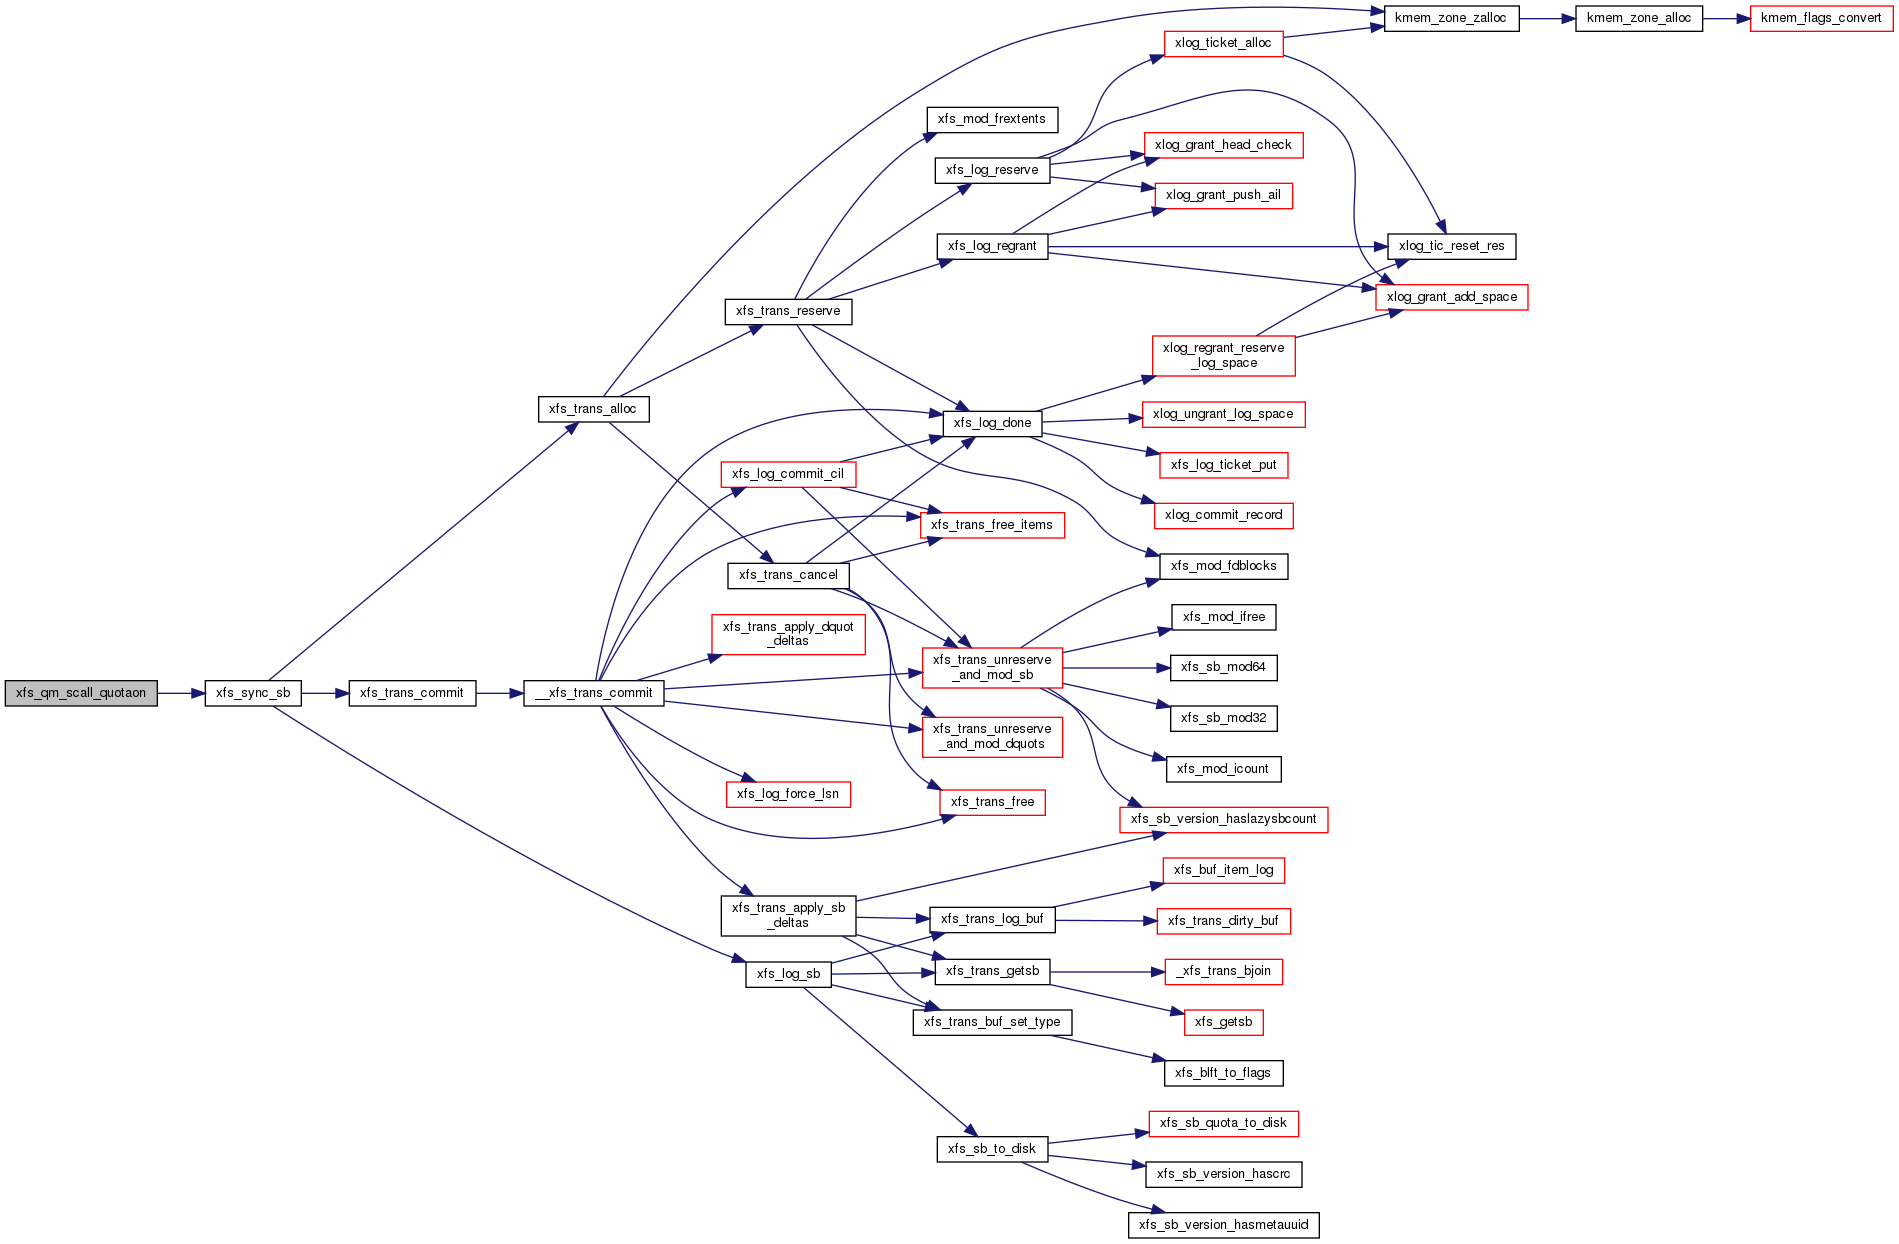 kmem_zone_zalloc
kmem_zone_alloc
kmem_flags_convert
xlog_ticket_alloc
xfs_mod_frextents
xlog_grant_head_check
xfs_log_reserve
xlog_grant_push_ail
xfs_log_regrant
xlog_tic_reset_res
xlog_grant_add_space
xfs_trans_reserve
xlog_regrant_reserve
_log_space
xfs_trans_alloc
xlog_ungrant_log_space
xfs_log_done
xfs_log_ticket_put
xfs_log_commit_cil
xlog_commit_record
xfs_trans_free_items
xfs_mod_fdblocks
xfs_trans_cancel
xfs_mod_ifree
xfs_trans_apply_dquot
_deltas
xfs_trans_unreserve
_and_mod_sb
xfs_sb_mod64
xfs_qm_scall_quotaon
xfs_sync_sb
xfs_trans_commit
__xfs_trans_commit
xfs_sb_mod32
xfs_trans_unreserve
_and_mod_dquots
xfs_mod_icount
xfs_log_force_lsn
xfs_trans_free
xfs_sb_version_haslazysbcount
xfs_buf_item_log
xfs_trans_apply_sb
_deltas
xfs_trans_log_buf
xfs_trans_dirty_buf
xfs_log_sb
xfs_trans_getsb
_xfs_trans_bjoin
xfs_trans_buf_set_type
xfs_getsb
xfs_blft_to_flags
xfs_sb_quota_to_disk
xfs_sb_to_disk
xfs_sb_version_hascrc
xfs_sb_version_hasmetauuid